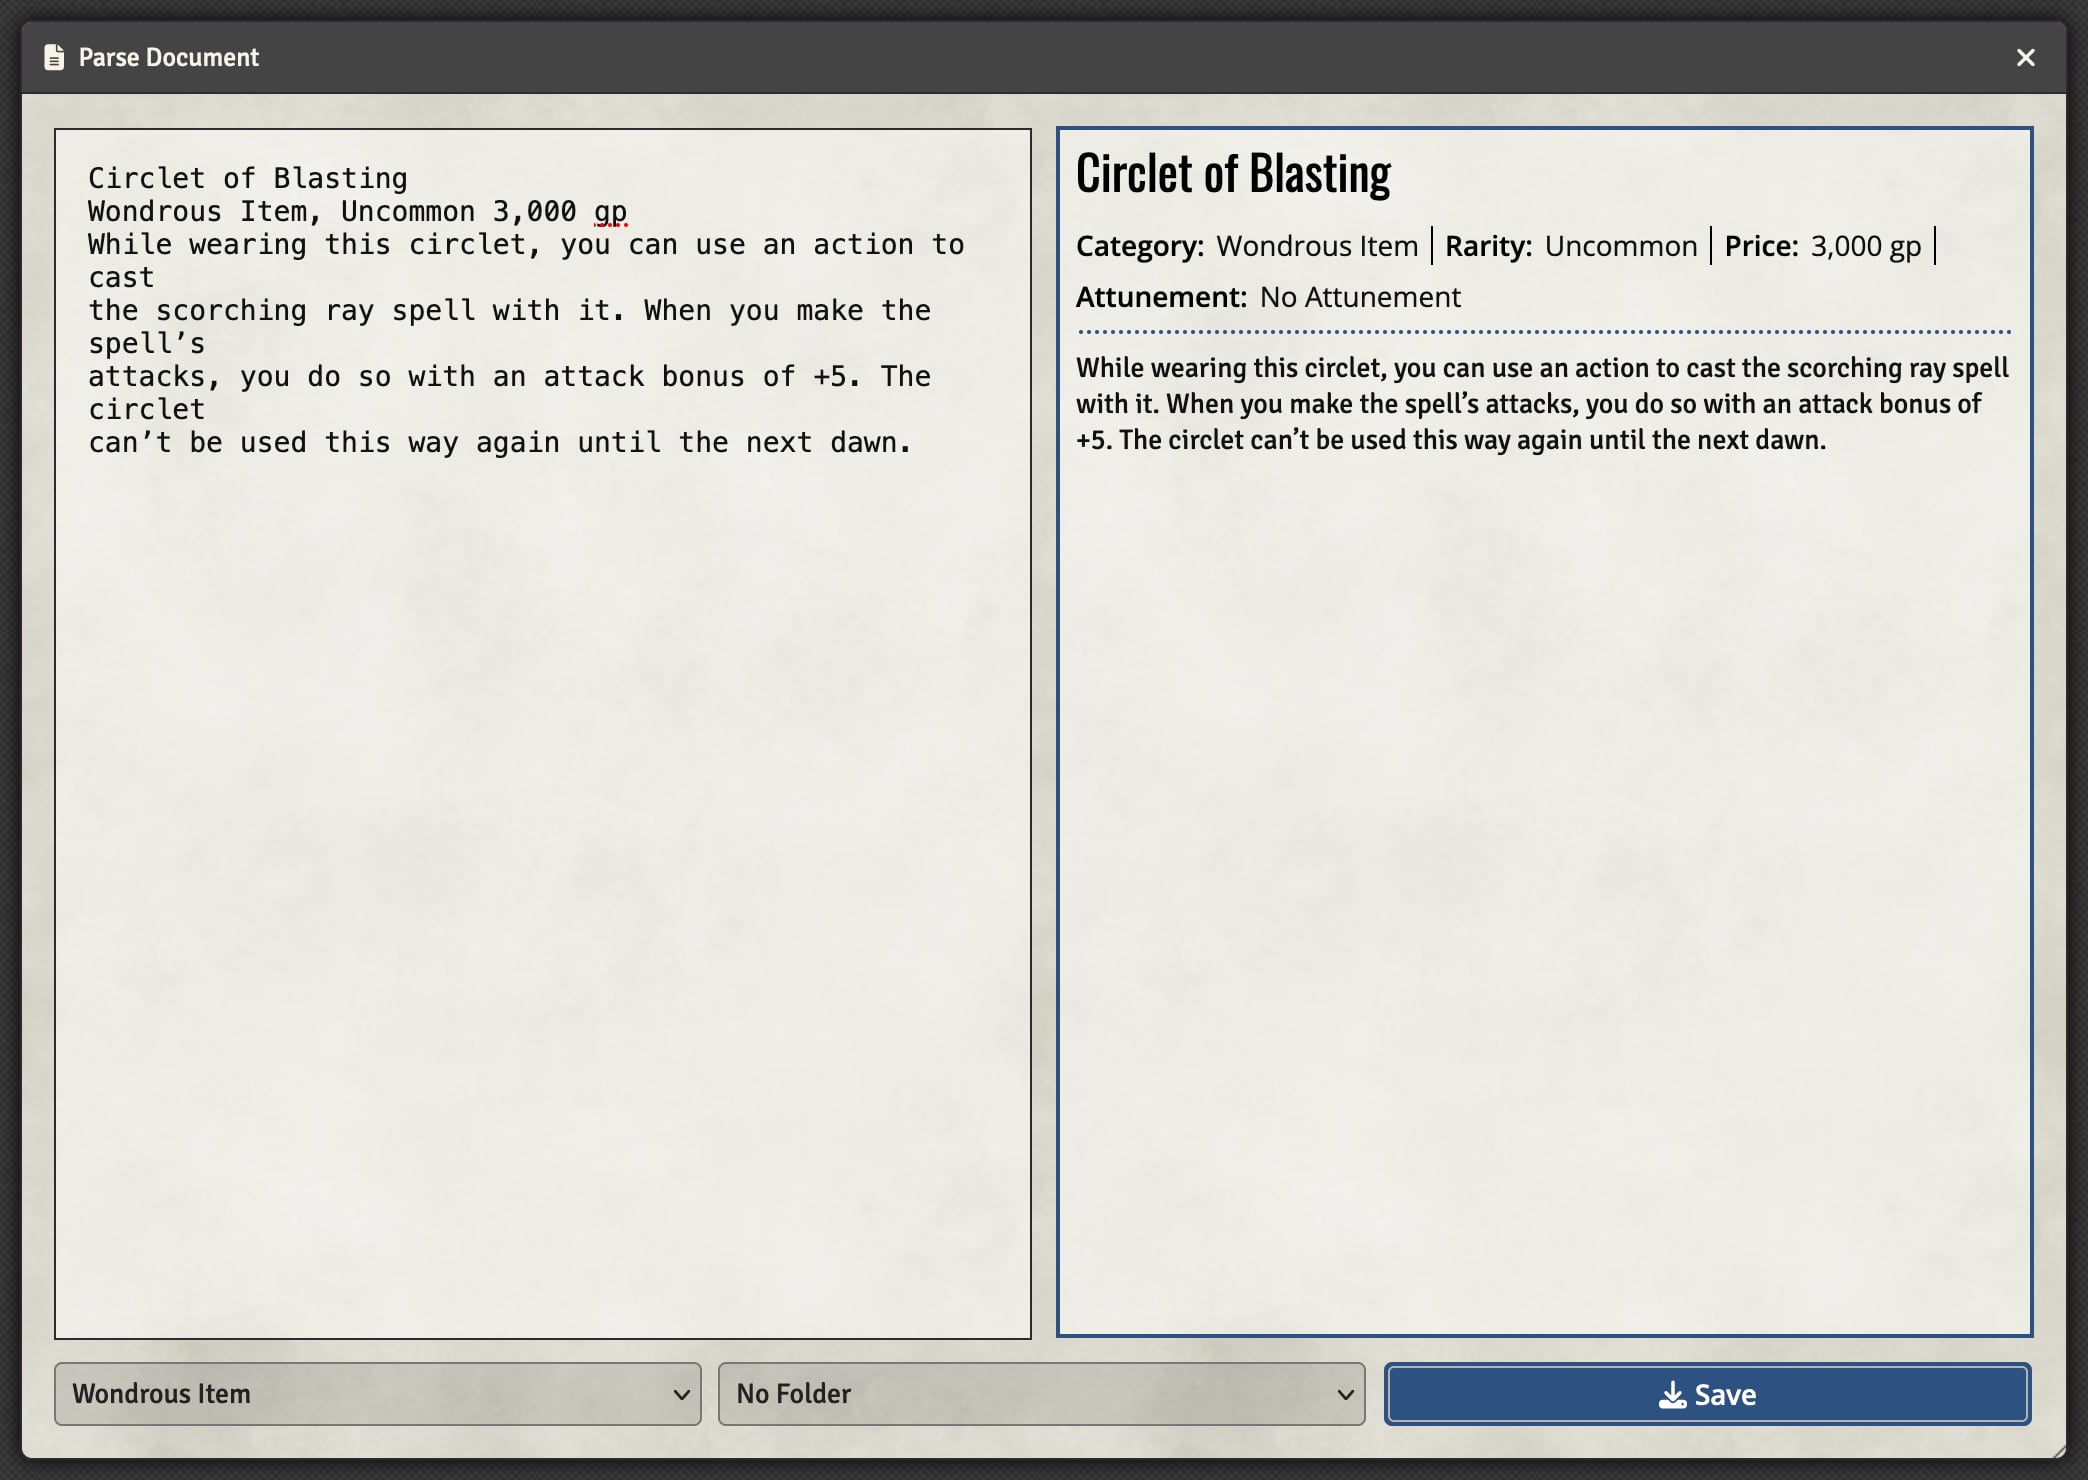 Parse Document
Circlet of Blasting
Wondrous Item, Uncommon 3,000 gp
While wearing this circlet, you can use an action to
cast
the scorching ray spell with it. When you make the
spell’s
attacks, you do so with an attack bonus of +5. The
circlet
can’t be used this way again until the next dawn.
Circlet of Blasting
Category: Wondrous Item | Rarity: Uncommon | Price: 3,000 gp |
Attunement: No Attunement
While wearing this circlet, you can use an action to cast the scorching ray spell
with it. When you make the spell’s attacks, you do so with an attack bonus of
+5. The circlet can’t be used this way again until the next dawn.
Wondrous Item
No Folder
Save